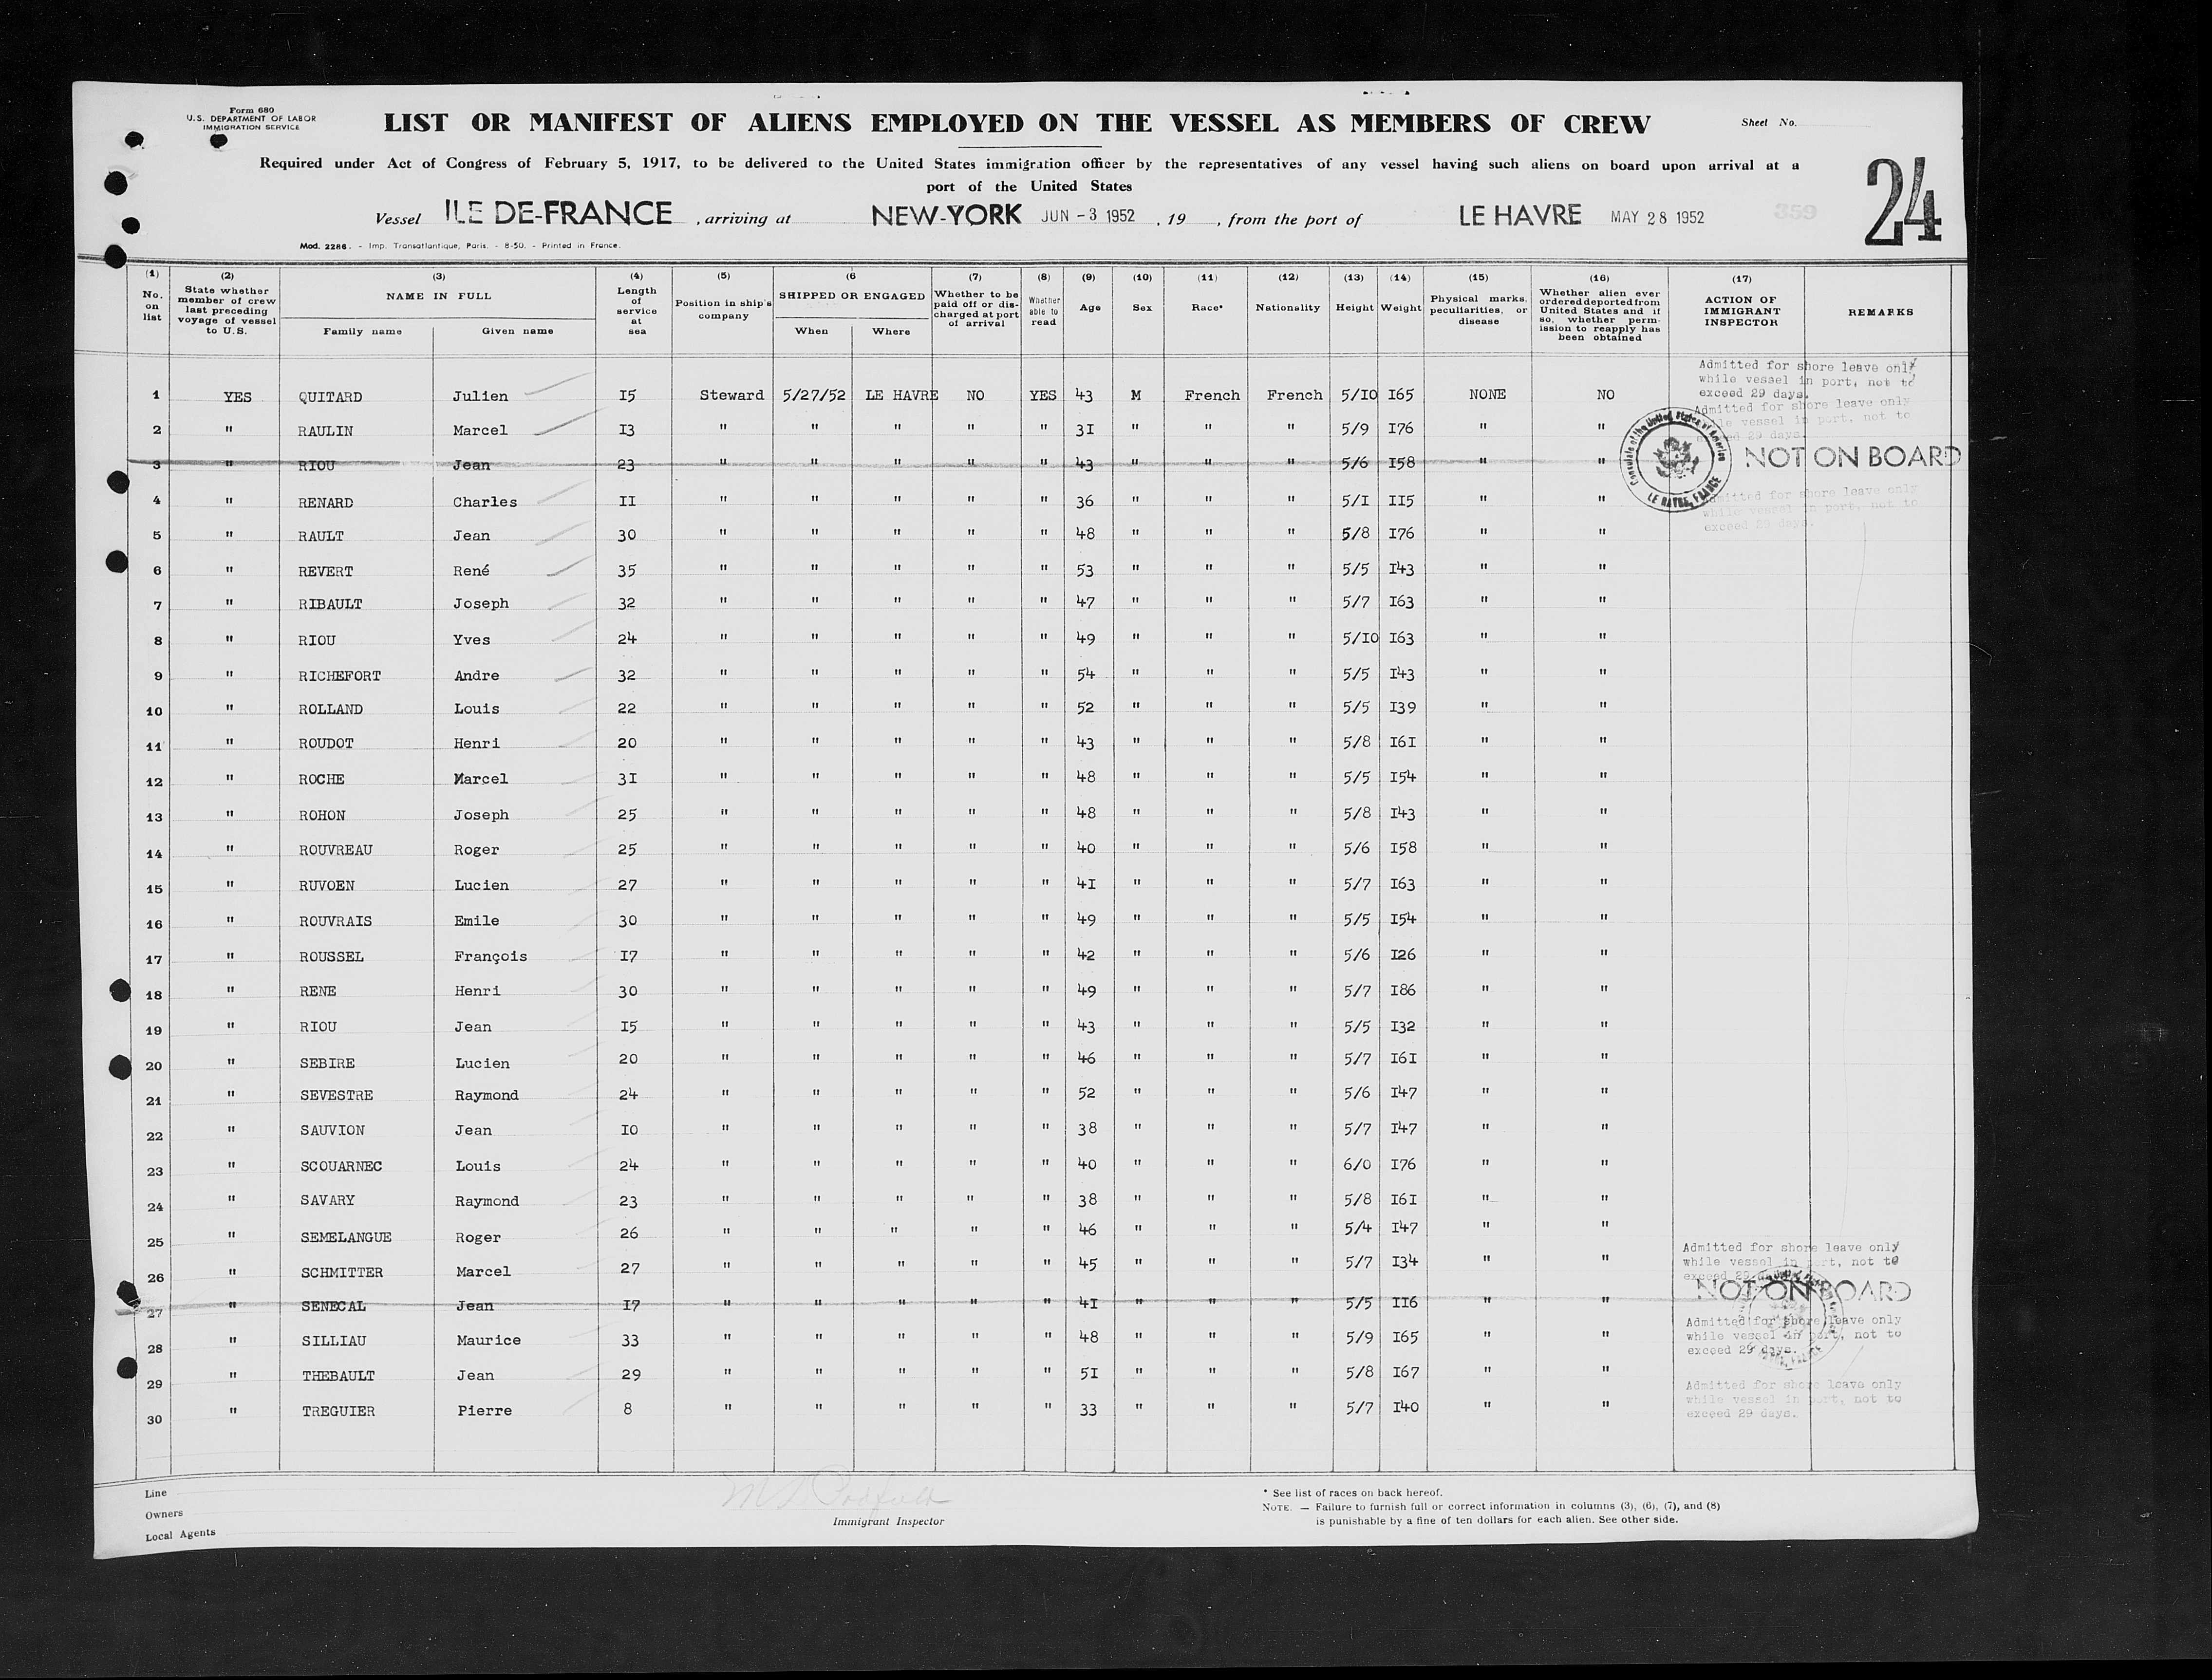 Form 680
U.S. DEPARTMENT OF LABOR
IMMIGRATION SERVICE
LIST OR MANIFEST OF ALIENS EMPLOYED ON THE VESSEL AS MEMBERS OF CREW
Sheet No.
Required under Act of Congress of February 5, 1917, to be delivered to the United States immigration officer by the representatives of any vessel having such aliens on board upon arrival at a
port of the United States
24
Vessel ILE DE-FRANCE , arriving at NEW-YORK JUN -3 1952 , 19 , from the port of LE HAVRE MAY 28 1952 359
Mod. 2286. - Imp. Transatlantique, Paris. - 8-50. - Printed in France.
(1) No. on list (2) State whether member of crew last preceding voyage of vessel to U.S. (3) NAME IN FULL Family name Given name (4) Length of service at sea (5) Position in ship's company (6 SHIPPED OR ENGAGED When Where (7) Whether to be paid off or discharged at port of arrival (8) Whether able to read (9) Age (10) Sex (11) Race* (12) Nationality (13) Height (14) Weight (15) Physical marks, peculiarities, or disease (16) Whether alien ever ordered deported from United States and if so, whether permission to reapply has been obtained (17) ACTION OF IMMIGRANT INSPECTOR REMARKS
Admitted for shore leave only
while vessel in port, not to
exceed 29 days.
1 YES QUITARD Julien 15 Steward 5/27/52 LE HAVRE NO YES 43 M French French 5/10 165 NONE NO
Admitted for shore leave only
vessel in port, not to
29 days.
2 " RAULIN Marcel 13 " " " " " 31 " " " 5/9 176 " "
Consulate of the United States of America
LE HAVRE, FRANCE
3 " RIOU Jean 23 " " " " " 43 " " " 5/6 158 " " NOT ON BOARD
4 " RENARD Charles 11 " " " " " 36 " " " 5/1 115 " "
Admitted for shore leave only
while vessel in port, not to
exceed 29 days.
5 " RAULT Jean 30 " " " " " 48 " " " 5/8 176 " "
6 " REVERT René 35 " " " " " 53 " " " 5/5 143 " "
7 " RIBAULT Joseph 32 " " " " " 47 " " " 5/7 163 " "
8 " RIOU Yves 24 " " " " " 49 " " " 5/10 163 " "
9 " RICHEFORT Andre 32 " " " " " 54 " " " 5/5 143 " "
10 " ROLLAND Louis 22 " " " " " 52 " " " 5/5 139 " "
11 " ROUDOT Henri 20 " " " " " 43 " " " 5/8 161 " "
12 " ROCHE Marcel 31 " " " " " 48 " " " 5/5 154 " "
13 " ROHON Joseph 25 " " " " " 48 " " " 5/8 143 " "
14 " ROUVREAU Roger 25 " " " " " 40 " " " 5/6 158 " "
15 " RUVOEN Lucien 27 " " " " " 41 " " " 5/7 163 " "
16 " ROUVRAIS Emile 30 " " " " " 49 " " " 5/5 154 " "
17 " ROUSSEL François 17 " " " " " 42 " " " 5/6 126 " "
18 " RENE Henri 30 " " " " " 49 " " " 5/7 186 " "
19 " RIOU Jean 15 " " " " " 43 " " " 5/5 132 " "
20 " SEBIRE Lucien 20 " " " " " 46 " " " 5/7 161 " "
21 " SEVESTRE Raymond 24 " " " " " 52 " " " 5/6 147 " "
22 " SAUVION Jean 10 " " " " " 38 " " " 5/7 147 " "
23 " SCOUARNEC Louis 24 " " " " " 40 " " " 6/0 176 " "
24 " SAVARY Raymond 23 " " " " " 38 " " " 5/8 161 " "
25 " SEMELANGUE Roger 26 " " " " " 46 " " " 5/4 147 " "
Admitted for shore leave only
while vessel in port, not to
exceed 29 days.
26 " SCHMITTER Marcel 27 " " " " " 45 " " " 5/7 134 " "
27 " SENECAL Jean 17 " " " " " 41 " " " 5/5 116 " " NOT ON BOARD
Admitted for shore leave only
while vessel in port, not to
exceed 29 days.
28 " SILLIAU Maurice 33 " " " " " 48 " " " 5/9 165 " "
29 " THEBAULT Jean 29 " " " " " 51 " " " 5/8 167 " "
Admitted for shore leave only
while vessel in port, not to
exceed 29 days.
30 " TREGUIER Pierre 8 " " " " " 33 " " " 5/7 140 " "
Line
Owners
Local Agents
Immigrant Inspector
* See list of races on back hereof.
NOTE. — Failure to furnish full or correct information in columns (3), (6), (7), and (8)
is punishable by a fine of ten dollars for each alien. See other side.